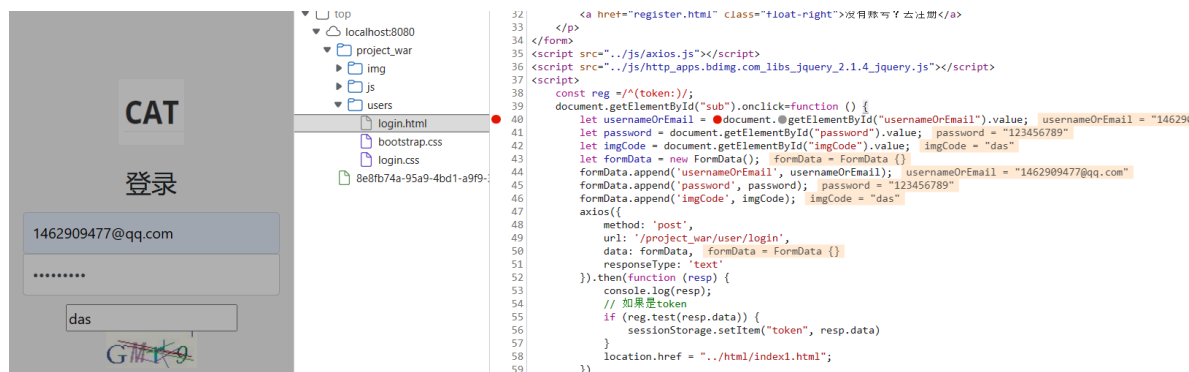 CAT
登录
1462909477@qq.com
•••••••••
das
top
localhost:8080
project_war
img
js
users
login.html
bootstrap.css
login.css
8e8fb74a-95a9-4bd1-a9f9-
32 <a href="register.html" class="float-right">没有账号?去注册</a>
33 </p>
34 </form>
35 <script src="../js/axios.js"></script>
36 <script src="../js/http_apps.bdimg.com_libs_jquery_2.1.4_jquery.js"></script>
37 <script>
38 const reg =/^(token:)/;
39 document.getElementById("sub").onclick=function () {
40 let usernameOrEmail = document.getElementById("usernameOrEmail").value; usernameOrEmail = "146290
41 let password = document.getElementById("password").value; password = "123456789"
42 let imgCode = document.getElementById("imgCode").value; imgCode = "das"
43 let formData = new FormData(); formData = FormData {}
44 formData.append('usernameOrEmail', usernameOrEmail); usernameOrEmail = "1462909477@qq.com"
45 formData.append('password', password); password = "123456789"
46 formData.append('imgCode', imgCode); imgCode = "das"
47 axios({
48 method: 'post',
49 url: '/project_war/user/login',
50 data: formData, formData = FormData {}
51 responseType: 'text'
52 }).then(function (resp) {
53 console.log(resp);
54 // 如果是token
55 if (reg.test(resp.data)) {
56 sessionStorage.setItem("token", resp.data)
57 }
58 location.href = "../html/index1.html";
59 })